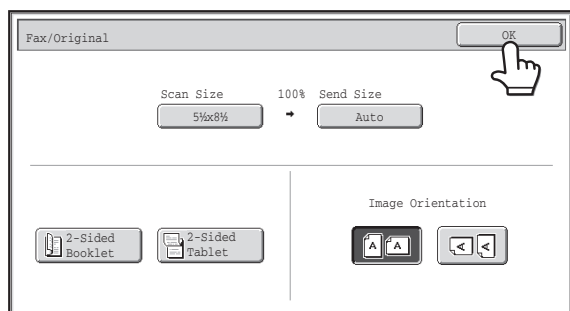 Fax/Original
OK
Scan Size 100% Send Size
5½x8½ → Auto
Image Orientation
2-Sided Booklet
2-Sided Tablet
A A
A A